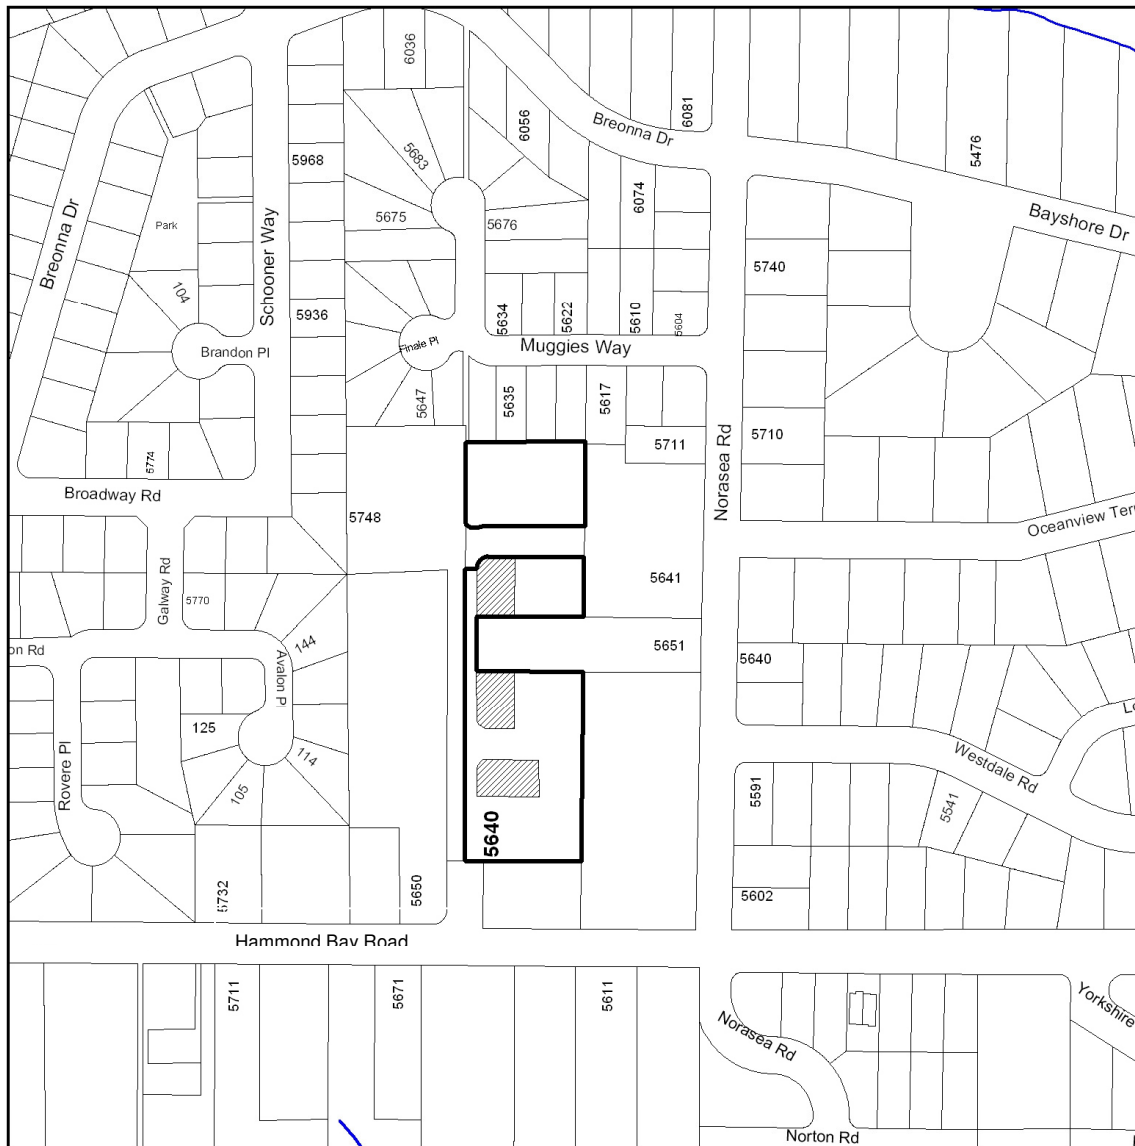 6036
6081
6056
Breonna Dr
5476
5968
5683
6074
Breonna Dr
Park
Schooner Way
5675
5676
Bayshore Dr
5740
104
5936
5634
5622
5610
5604
Brandon Pl
Finale Pl
Muggies Way
5647
5635
5617
5774
5711
5710
Norasea Rd
Broadway Rd
5748
Oceanview Terr
Galway Rd
5770
5641
144
on Rd
5651
5640
Avalon Pl
125
114
105
Rovere Pl
Westdale Rd
5591
5541
5640
5732
5650
5602
Hammond Bay Road
5711
5671
5611
Norasea Rd
Yorkshire
Norton Rd